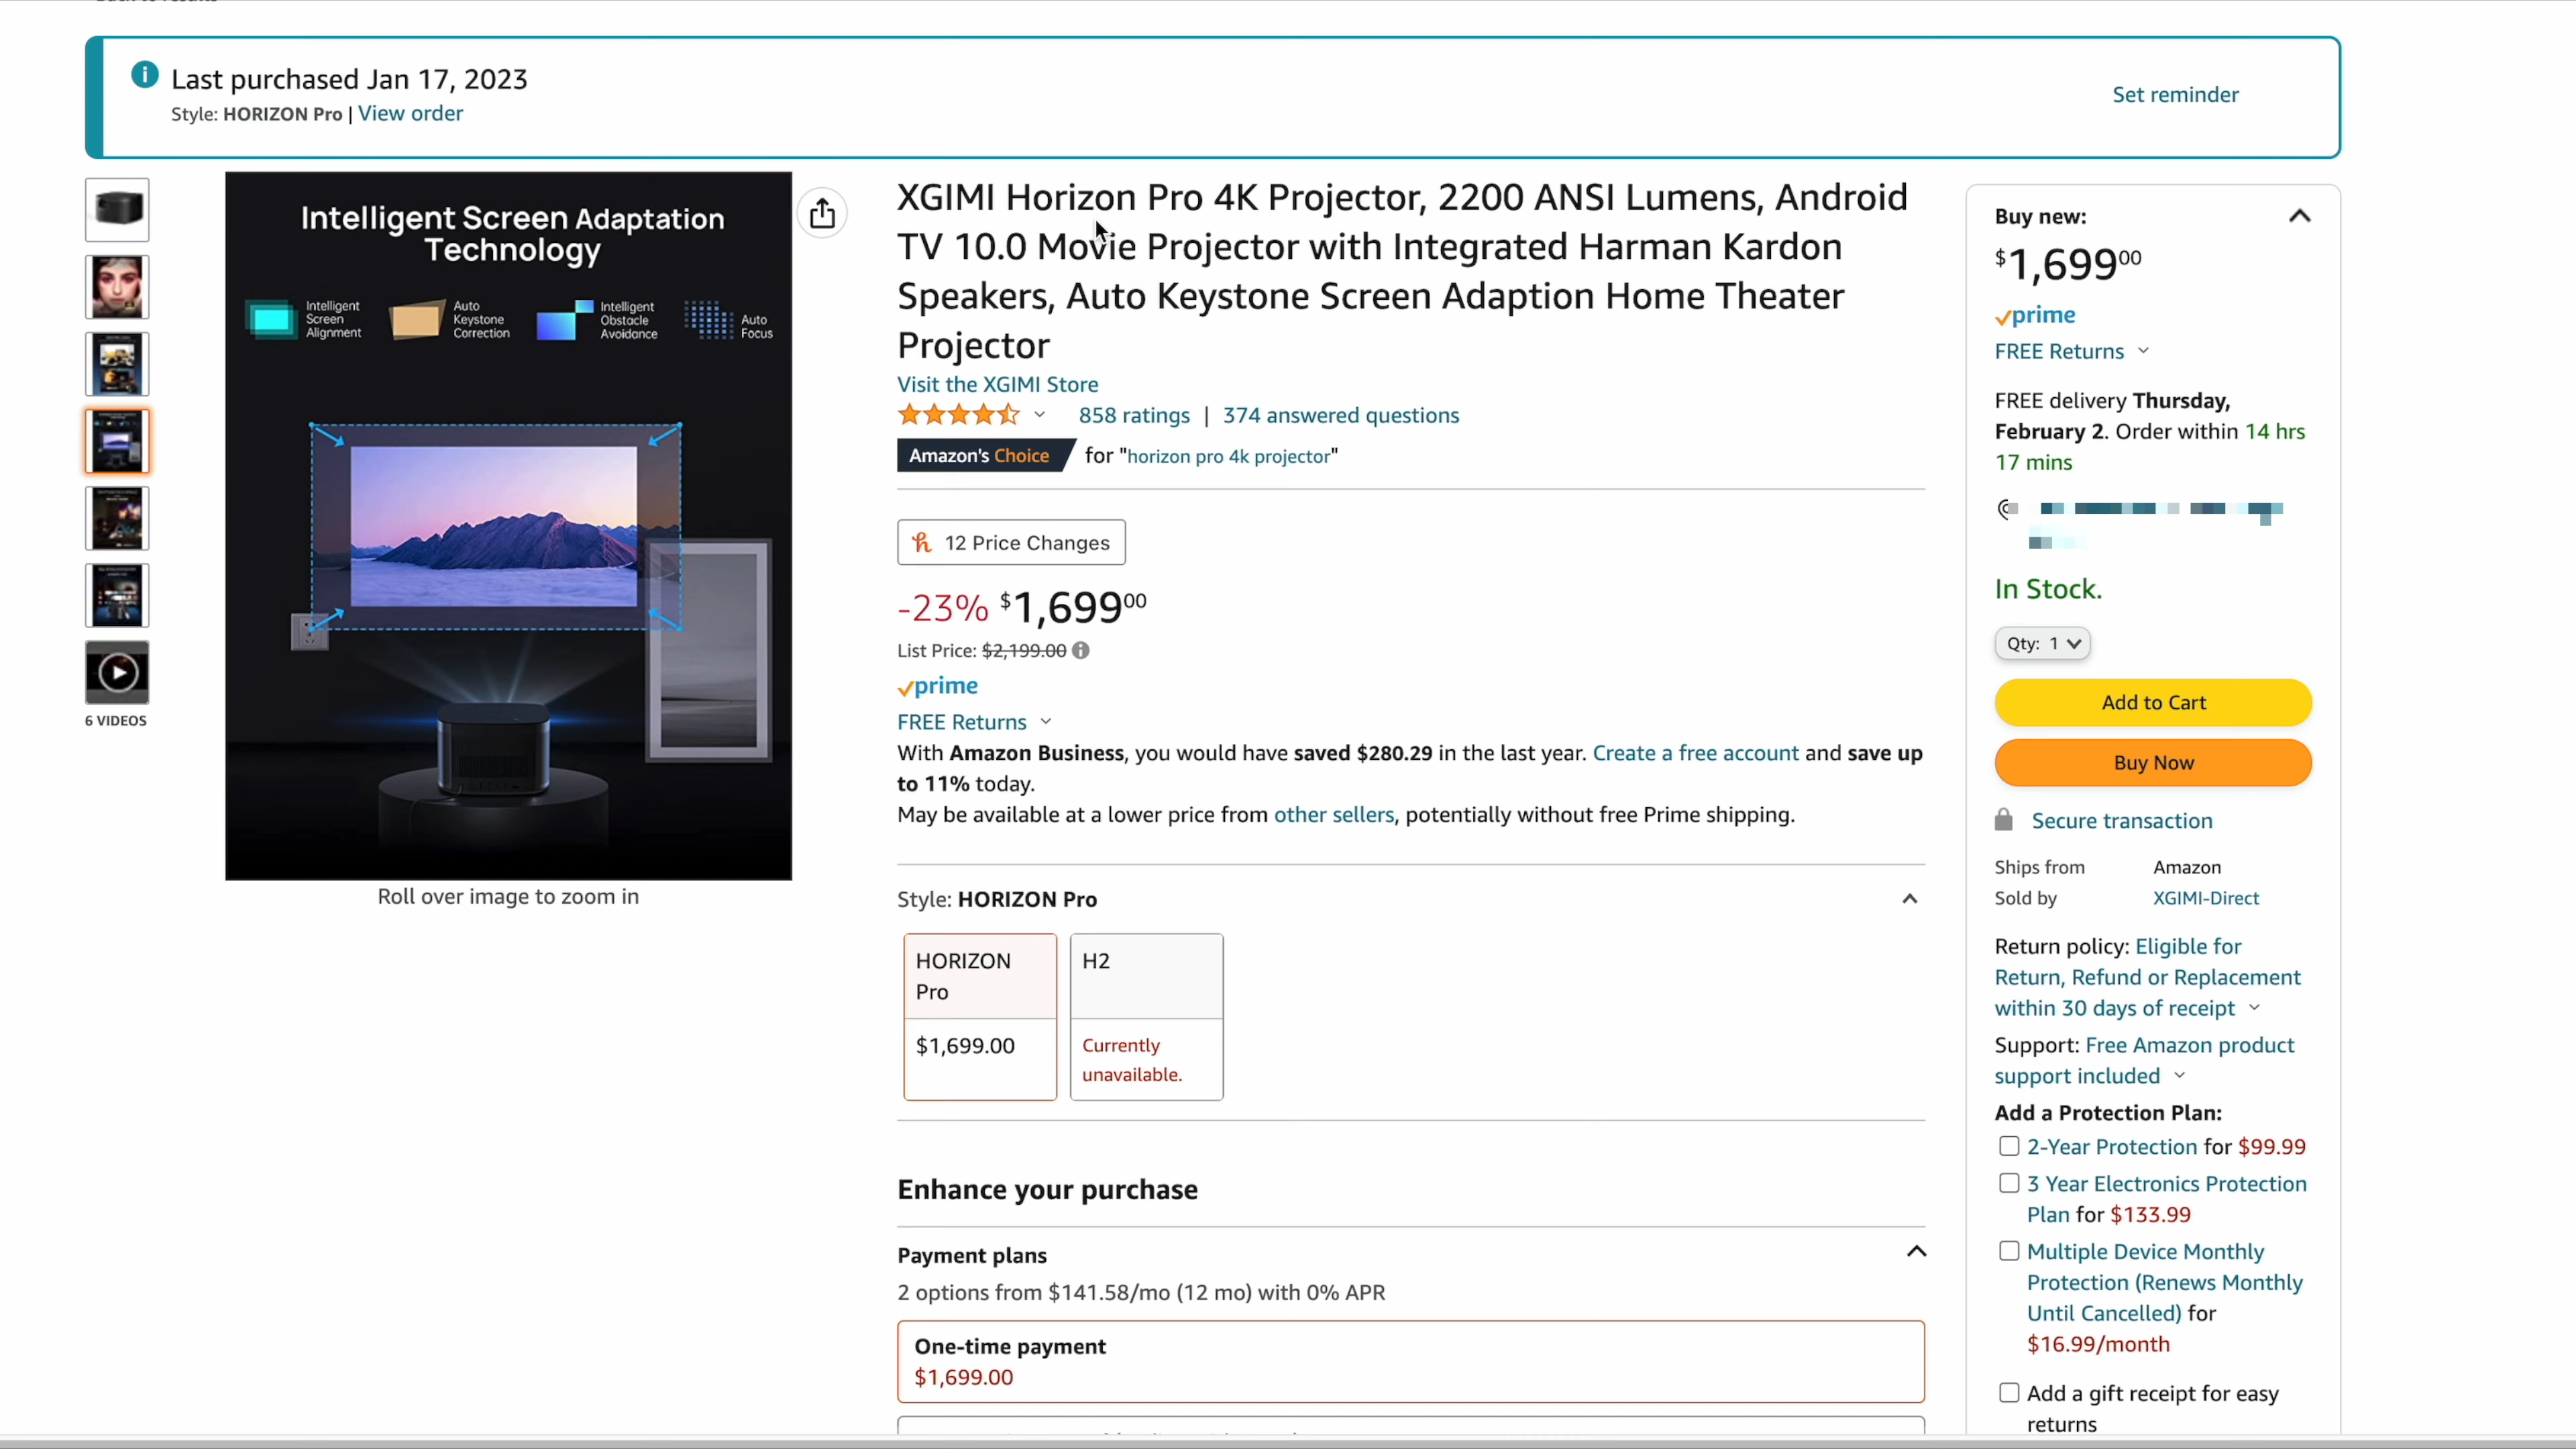 Last purchased Jan 17, 2023
Style: HORIZON Pro | View order
Set reminder
6 VIDEOS
Intelligent Screen Adaptation
Technology
Intelligent
Screen
Alignment
Auto
Keystone
Correction
Intelligent
Obstacle
Avoidance
Auto
Focus
Roll over image to zoom in
XGIMI Horizon Pro 4K Projector, 2200 ANSI Lumens, Android
TV 10.0 Movie Projector with Integrated Harman Kardon
Speakers, Auto Keystone Screen Adaption Home Theater
Projector
Visit the XGIMI Store
858 ratings | 374 answered questions
Amazon's Choice for "horizon pro 4k projector"
12 Price Changes
-23% $1,69900
List Price: $2,199.00
prime
FREE Returns
With Amazon Business, you would have saved $280.29 in the last year. Create a free account and save up
to 11% today.
May be available at a lower price from other sellers, potentially without free Prime shipping.
Style: HORIZON Pro
HORIZON
Pro
$1,699.00
H2
Currently
unavailable.
Enhance your purchase
Payment plans
2 options from $141.58/mo (12 mo) with 0% APR
One-time payment
$1,699.00
Buy new:
$1,69900
prime
FREE Returns
FREE delivery Thursday,
February 2. Order within 14 hrs
17 mins
In Stock.
Qty: 1
Add to Cart
Buy Now
Secure transaction
Ships from Amazon
Sold by XGIMI-Direct
Return policy: Eligible for
Return, Refund or Replacement
within 30 days of receipt
Support: Free Amazon product
support included
Add a Protection Plan:
2-Year Protection for $99.99
3 Year Electronics Protection
Plan for $133.99
Multiple Device Monthly
Protection (Renews Monthly
Until Cancelled) for
$16.99/month
Add a gift receipt for easy
returns